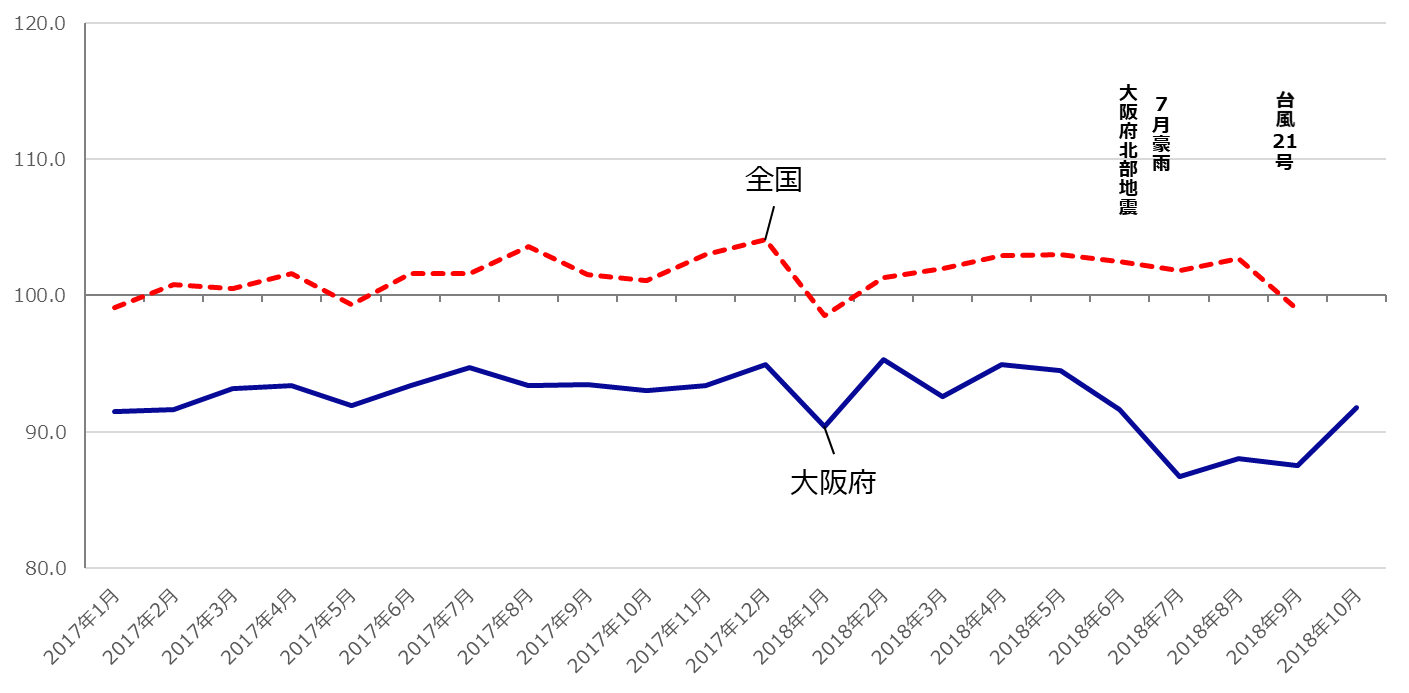 120.0
110.0
100.0
90.0
80.0
全国
大阪府
大阪府北部地震
7月豪雨
台風21号
2017年1月
2017年2月
2017年3月
2017年4月
2017年5月
2017年6月
2017年7月
2017年8月
2017年9月
2017年10月
2017年11月
2017年12月
2018年1月
2018年2月
2018年3月
2018年4月
2018年5月
2018年6月
2018年7月
2018年8月
2018年9月
2018年10月